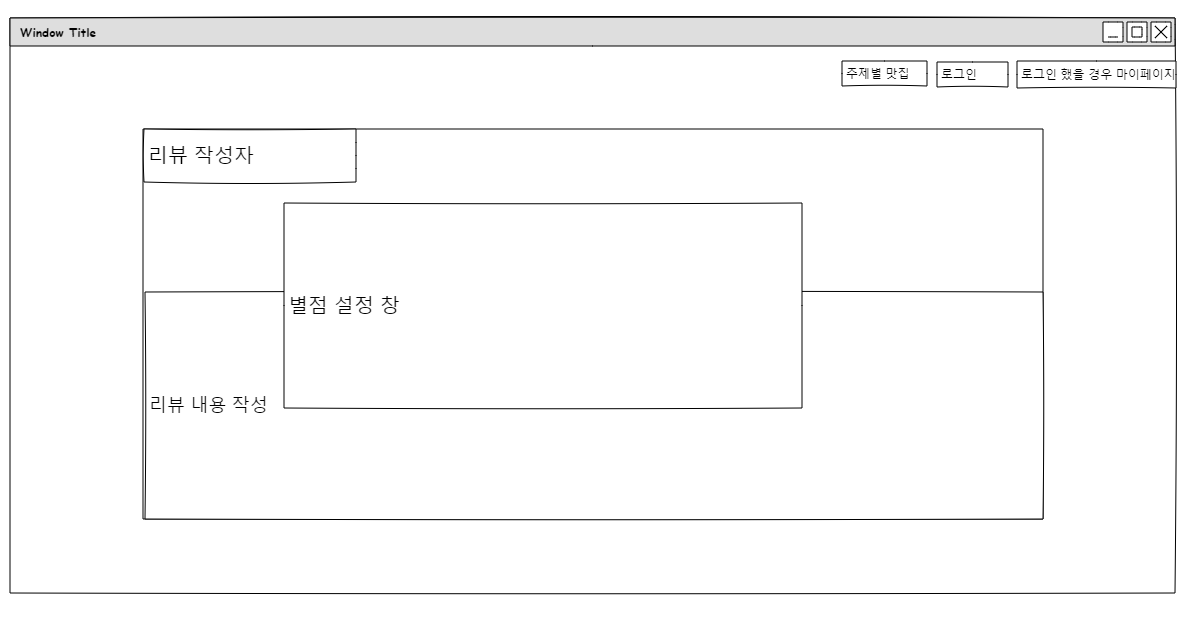 Window Title
주제별 맛집
로그인
로그인 했을 경우 마이페이지
리뷰 작성자
별점 설정 창
리뷰 내용 작성